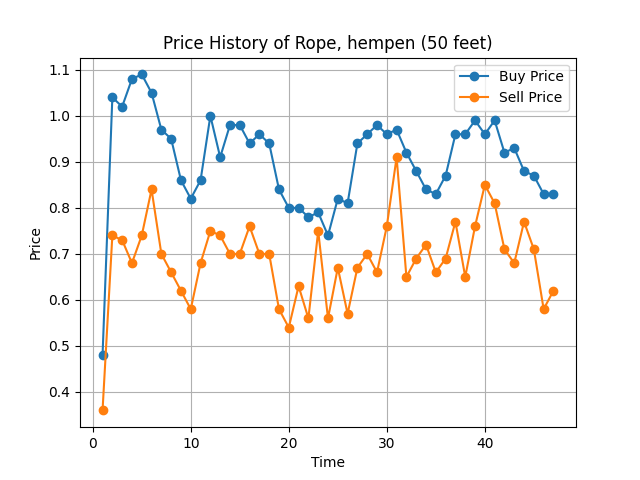 Price History of Rope, hempen (50 feet)
Buy Price
Sell Price
1.1
1.0
0.9
0.8
0.7
0.6
0.5
0.4
Price
0 10 20 30 40
Time